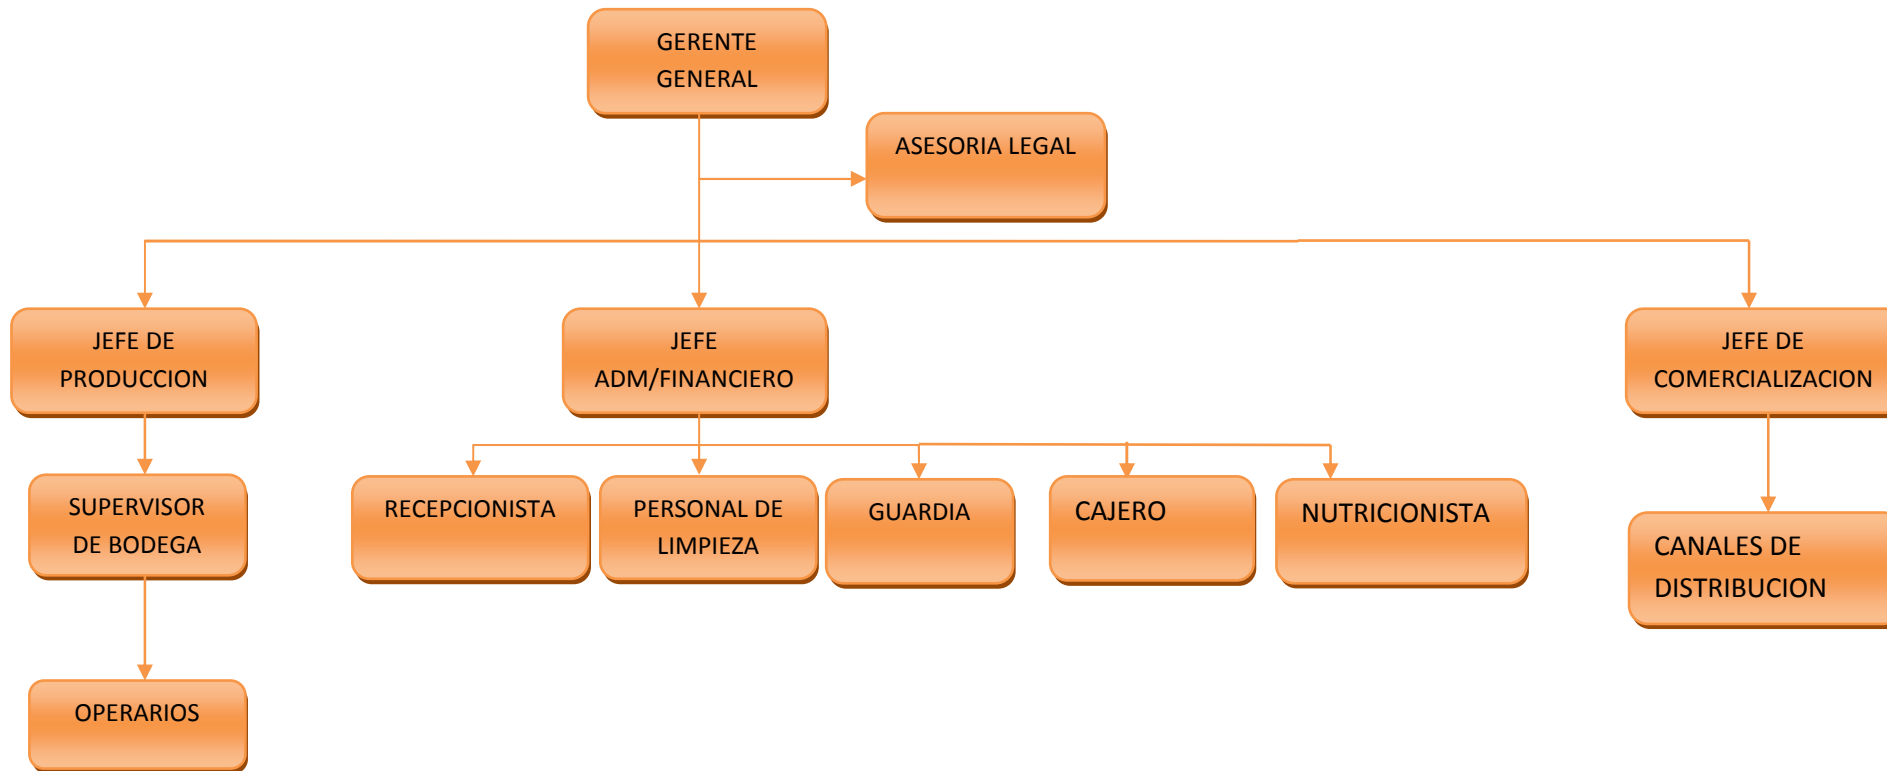 GERENTE
GENERAL
ASESORIA LEGAL
JEFE DE
PRODUCCION
JEFE
ADM/FINANCIERO
JEFE DE
COMERCIALIZACION
SUPERVISOR
DE BODEGA
RECEPCIONISTA
PERSONAL DE
LIMPIEZA
GUARDIA
CAJERO
NUTRICIONISTA
CANALES DE
DISTRIBUCION
OPERARIOS